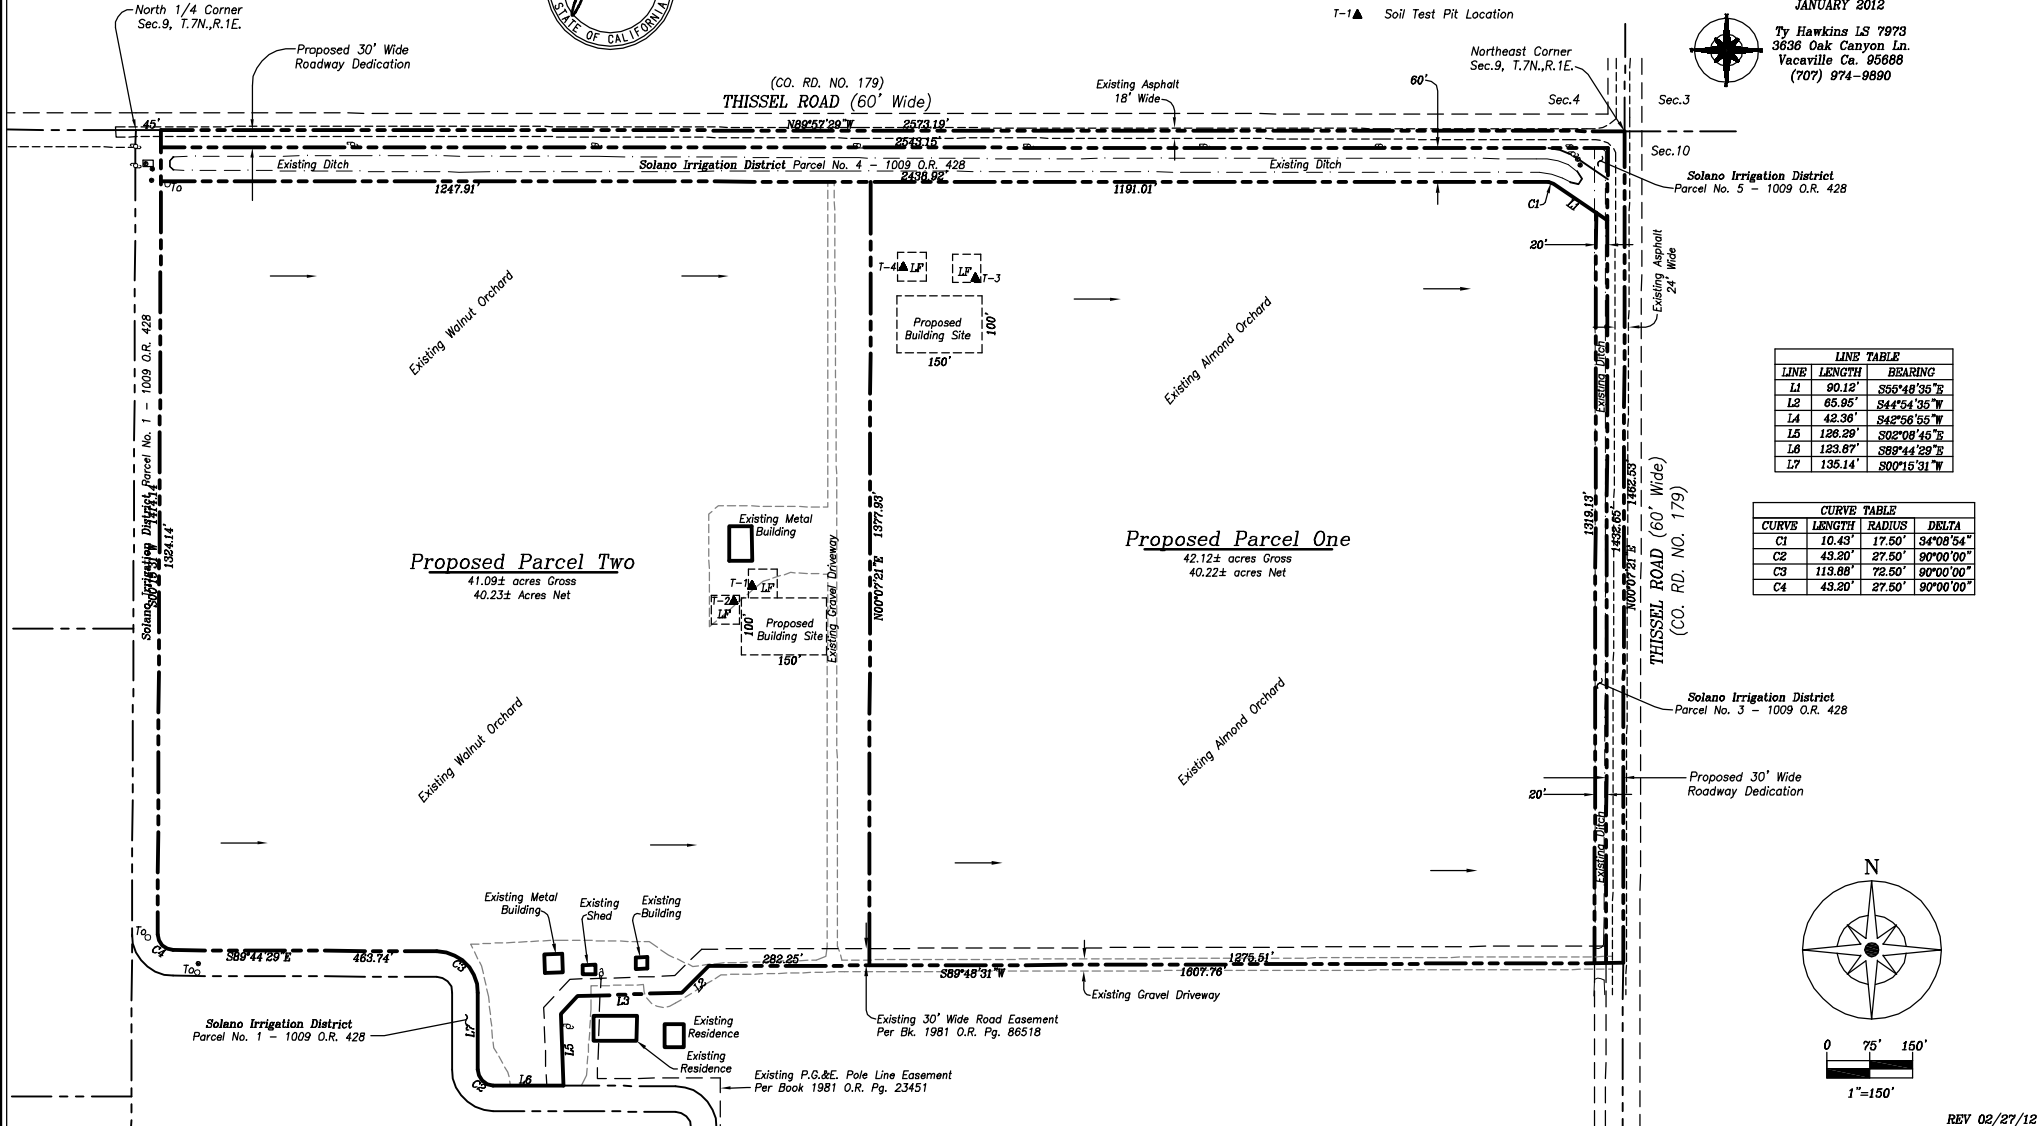 North 1/4 Corner
Sec.9, T.7N.,R.1E.
STATE OF CALIFORNIA
T-1 Soil Test Pit Location
JANUARY 2012
Ty Hawkins LS 7973
3636 Oak Canyon Ln.
Vacaville Ca. 95688
(707) 974-9890
Proposed 30' Wide
Roadway Dedication
(CO. RD. NO. 179)
THISSEL ROAD (60' Wide)
Existing Asphalt
18' Wide
60'
Northeast Corner
Sec.9, T.7N.,R.1E.
Sec.4
Sec.3
Sec.10
45'
N89°57'29"W 2573.19'
2543.15'
Existing Ditch
Solano Irrigation District Parcel No. 4 - 1009 O.R. 428
Existing Ditch
To
1247.91'
2438.92'
1191.01'
C1
L1
Solano Irrigation District
Parcel No. 5 - 1009 O.R. 428
20'
Existing Asphalt
24' Wide
T-4 LF
LF T-3
Proposed
Building Site
100'
150'
Existing Walnut Orchard
Existing Almond Orchard
Existing Ditch
Solano Irrigation District Parcel No. 1 - 1009 O.R. 428
1414.14'
1324.14'
LINE TABLE
LINE LENGTH BEARING
L1 90.12' S55°48'35"E
L2 65.95' S44°54'35"W
L4 42.36' S42°56'55"W
L5 126.29' S02°08'45"E
L6 123.87' S89°44'29"E
L7 135.14' S00°15'31"W
CURVE TABLE
CURVE LENGTH RADIUS DELTA
C1 10.43' 17.50' 34°08'54"
C2 43.20' 27.50' 90°00'00"
C3 113.88' 72.50' 90°00'00"
C4 43.20' 27.50' 90°00'00"
Existing Metal
Building
Proposed Parcel Two
41.09± acres Gross
40.23± Acres Net
T-1 LF
T-2
LF
Proposed
Building Site
100'
150'
Existing Gravel Driveway
N00°07'21"E 1377.93'
Proposed Parcel One
42.12± acres Gross
40.22± acres Net
1319.13'
1432.65'
N00°07'21"E 1462.53'
THISSEL ROAD (60' Wide)
(CO. RD. NO. 179)
Solano Irrigation District
Parcel No. 3 - 1009 O.R. 428
Existing Walnut Orchard
Existing Almond Orchard
Proposed 30' Wide
Roadway Dedication
20'
Existing Ditch
N
Existing Metal
Building
Existing
Shed
Existing
Building
To
C4
To
S89°44'29"E 463.74'
C3
282.25'
S89°48'31"W
1275.51'
1607.76'
L2
L3
Existing Gravel Driveway
Solano Irrigation District
Parcel No. 1 - 1009 O.R. 428
L7
L5
L6
C2
Existing
Residence
Existing
Residence
Existing 30' Wide Road Easement
Per Bk. 1981 O.R. Pg. 86518
Existing P.G.&E. Pole Line Easement
Per Book 1981 O.R. Pg. 23451
0 75' 150'
1"=150'
REV 02/27/12